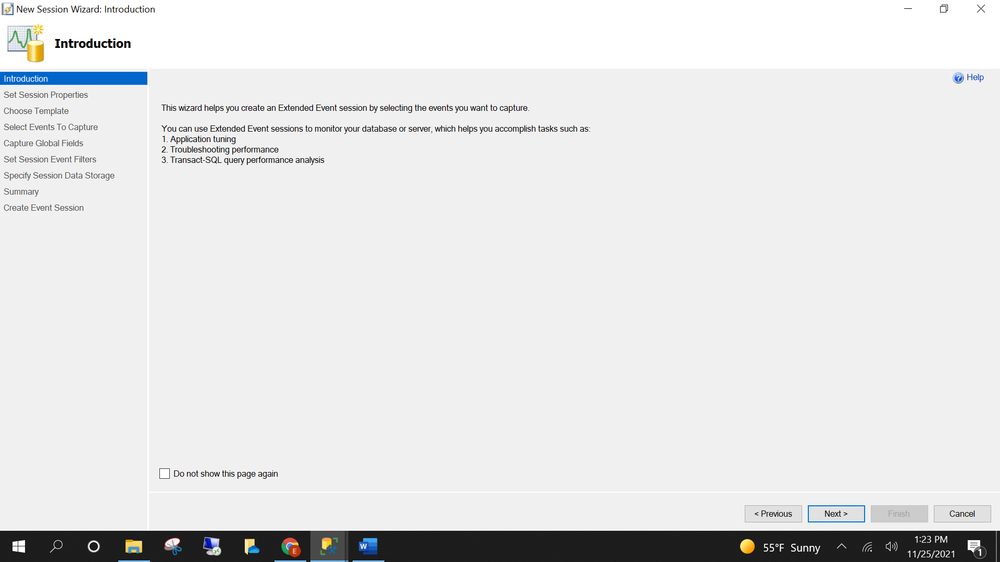 New Session Wizard: Introduction
Introduction
Introduction
Set Session Properties
Choose Template
Select Events To Capture
Capture Global Fields
Set Session Event Filters
Specify Session Data Storage
Summary
Create Event Session
Help
This wizard helps you create an Extended Event session by selecting the events you want to capture.
You can use Extended Event sessions to monitor your database or server, which helps you accomplish tasks such as:
1. Application tuning
2. Troubleshooting performance
3. Transact-SQL query performance analysis
Do not show this page again
< Previous
Next >
Finish
Cancel
E
W
55°F Sunny
1:23 PM
11/25/2021
1